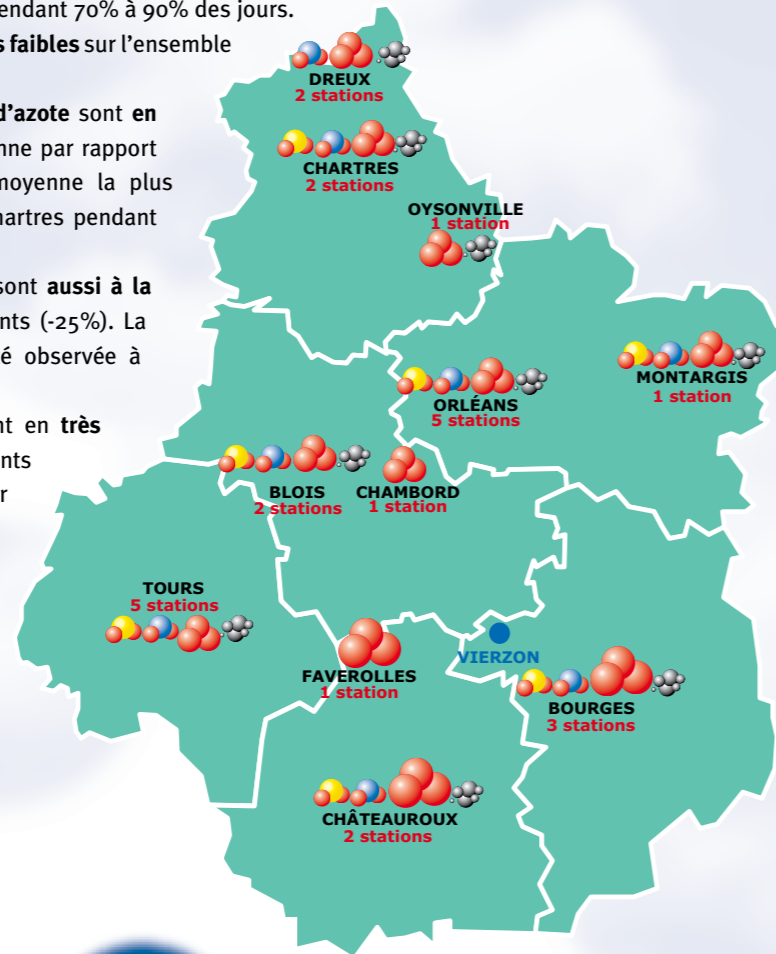 pendant 70% à 90% des jours.
s faibles sur l’ensemble
d’azote sont en
nne par rapport
moyenne la plus
hartres pendant
sont aussi à la
nts (-25%). La
é observée à
nt en très
nts
r
DREUX
2 stations
CHARTRES
2 stations
OYSONVILLE
1 station
MONTARGIS
1 station
ORLÉANS
5 stations
BLOIS
2 stations
CHAMBORD
1 station
TOURS
5 stations
FAVEROLLES
1 station
VIERZON
BOURGES
3 stations
CHÂTEAUROUX
2 stations